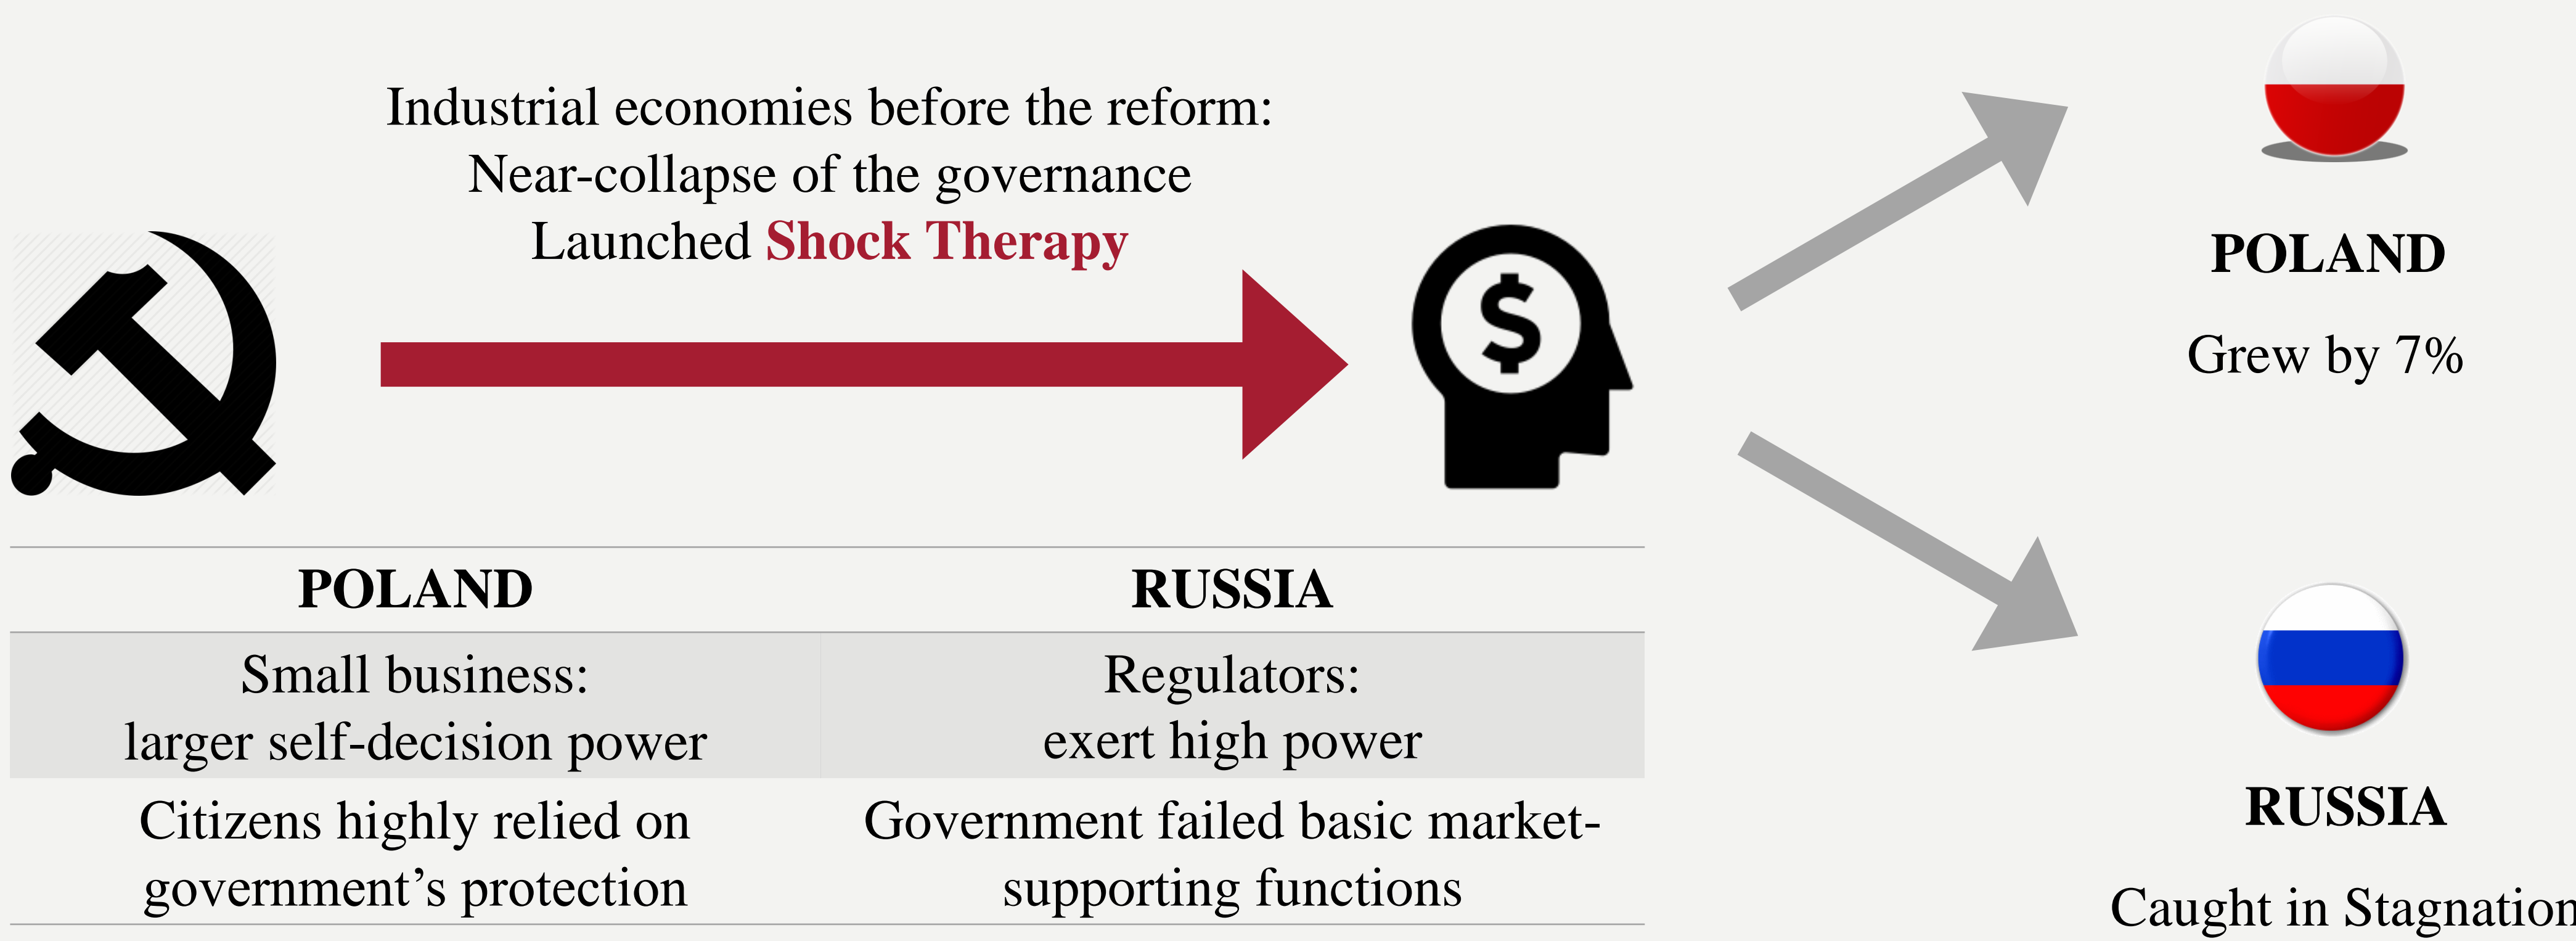 Industrial economies before the reform:
Near-collapse of the governance
Launched Shock Therapy
$
POLAND
Grew by 7%
POLAND
RUSSIA
Small business:
larger self-decision power
Regulators:
exert high power
Citizens highly relied on
government’s protection
Government failed basic market-
supporting functions
RUSSIA
Caught in Stagnation